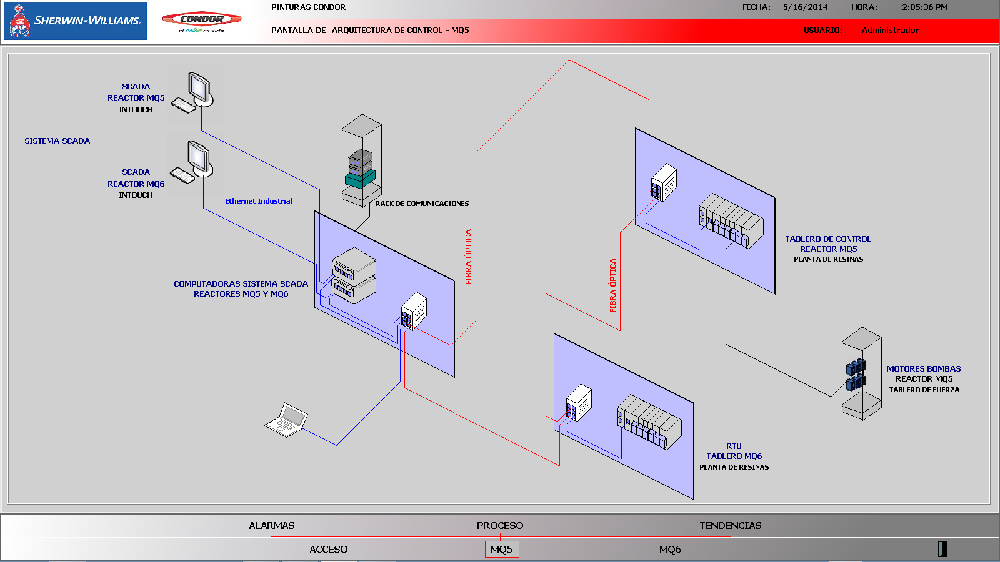 SHERWIN-WILLIAMS.
CONDOR
el color es vida.
PINTURAS CONDOR
FECHA: 5/16/2014 HORA: 2:05:36 PM
PANTALLA DE ARQUITECTURA DE CONTROL - MQ5
USUARIO: Administrador
SCADA
REACTOR MQ5
INTOUCH
SISTEMA SCADA
SCADA
REACTOR MQ6
INTOUCH
Ethernet Industrial
RACK DE COMUNICACIONES
COMPUTADORAS SISTEMA SCADA
REACTORES MQ5 Y MQ6
FIBRA ÓPTICA
FIBRA ÓPTICA
TABLERO DE CONTROL
REACTOR MQ5
PLANTA DE RESINAS
MOTORES BOMBAS
REACTOR MQ5
TABLERO DE FUERZA
RTU
TABLERO MQ6
PLANTA DE RESINAS
ALARMAS PROCESO TENDENCIAS
ACCESO MQ5 MQ6